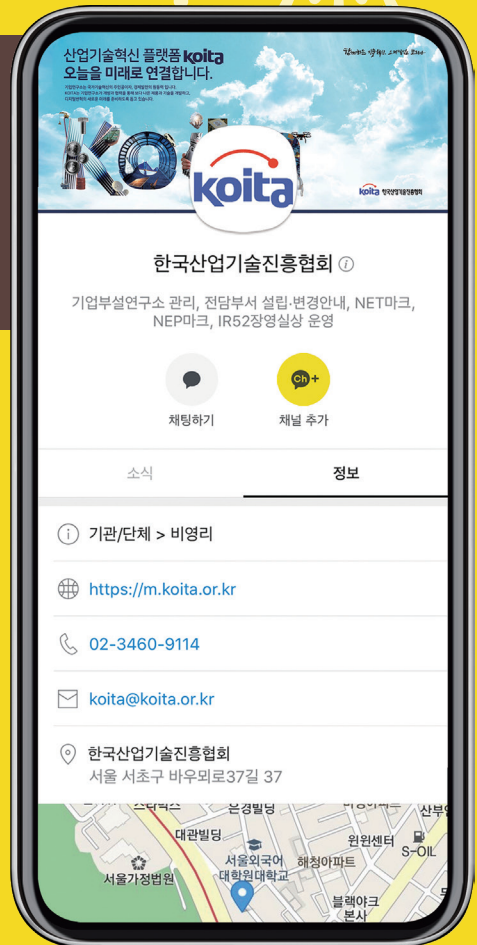 산업기술혁신 플랫폼 koita
오늘을 미래로 연결합니다.
koita
koita 한국산업기술진흥협회
한국산업기술진흥협회
기업부설연구소 관리, 전담부서 설립·변경안내, NET마크,
NEP마크, IR52장영실상 운영
Ch+
채팅하기
채널 추가
소식
정보
기관/단체 > 비영리
https://m.koita.or.kr
02-3460-9114
koita@koita.or.kr
한국산업기술진흥협회
서울 서초구 바우뫼로37길 37
은경빌딩
대관빌딩
윈윈센터
S-OIL
서울외국어
대학원대학교
해청아파트
서울가정법원
블랙야크
본사